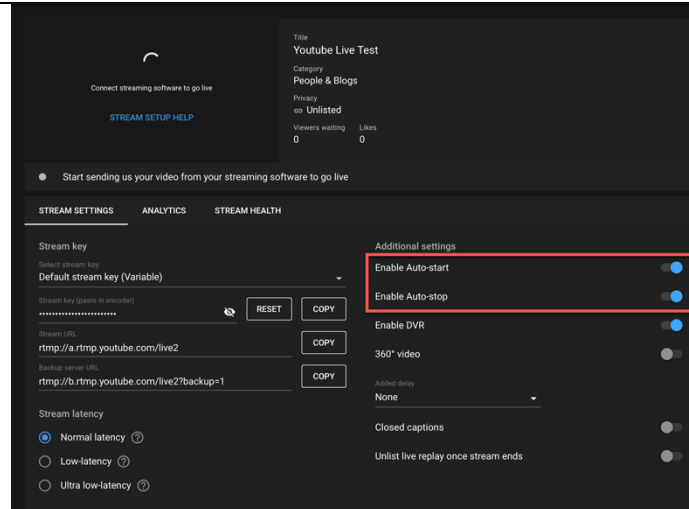 Connect streaming software to go live
STREAM SETUP HELP
Title
Youtube Live Test
Category
People & Blogs
Privacy
Unlisted
Viewers waiting Likes
0 0
Start sending us your video from your streaming software to go live
STREAM SETTINGS ANALYTICS STREAM HEALTH
Stream key
Select stream key
Default stream key (Variable)
Stream key (paste in encoder)
••••••••••••••••••••••••
RESET COPY
Stream URL
rtmp://a.rtmp.youtube.com/live2
COPY
Backup server URL
rtmp://b.rtmp.youtube.com/live2?backup=1
COPY
Stream latency
Normal latency
Low-latency
Ultra low-latency
Additional settings
Enable Auto-start
Enable Auto-stop
Enable DVR
360° video
Added delay
None
Closed captions
Unlist live replay once stream ends